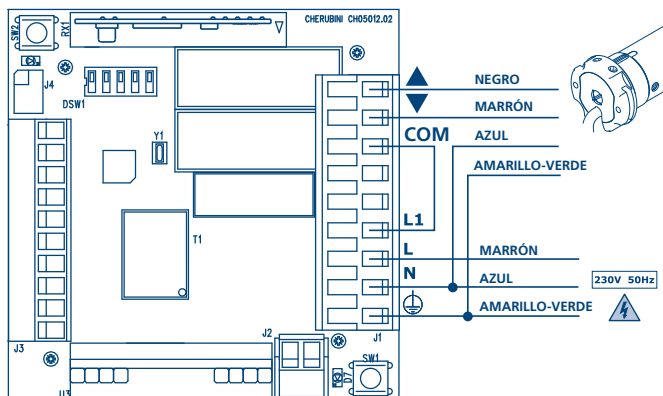 CHERUBINI CH05012.02
SW2
RX1
J4
DSW1
Y1
T1
J3
J2
J1
SW1
D7
NEGRO
MARRÓN
COM
AZUL
AMARILLO-VERDE
L1
L
MARRÓN
N
AZUL
230V 50Hz
AMARILLO-VERDE